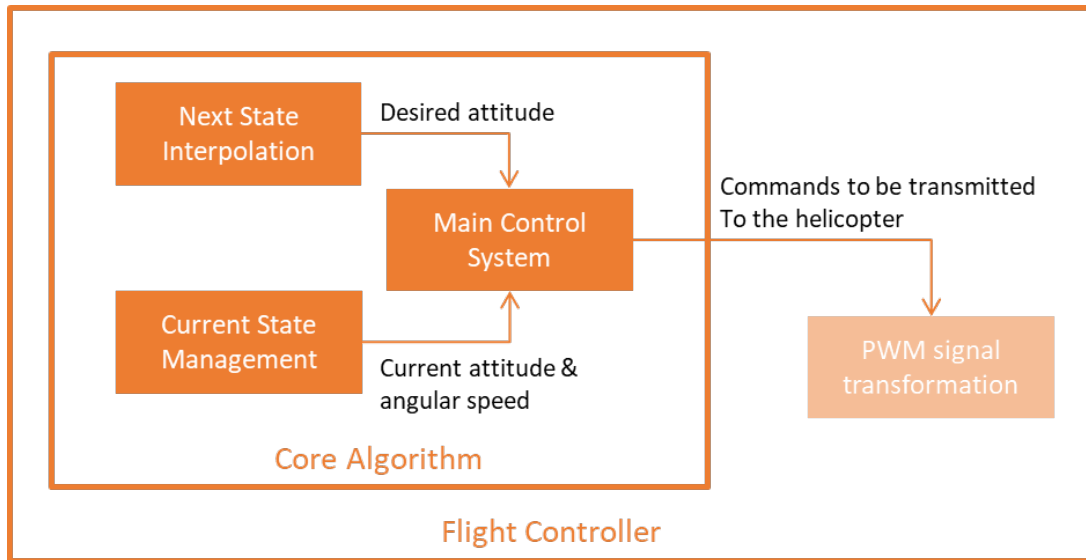 Next State
Interpolation
Desired attitude
Main Control
System
Commands to be transmitted
To the helicopter
Current State
Management
Current attitude &
angular speed
PWM signal
transformation
Core Algorithm
Flight Controller